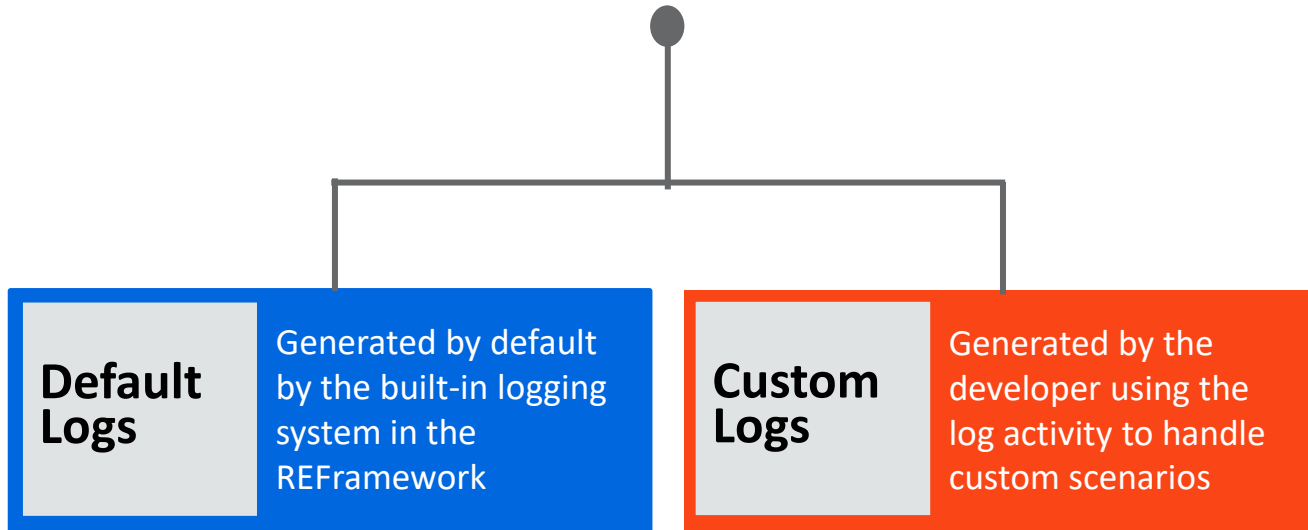 Default
Logs
Generated by default
by the built-in logging
system in the
REFramework
Custom
Logs
Generated by the
developer using the
log activity to handle
custom scenarios